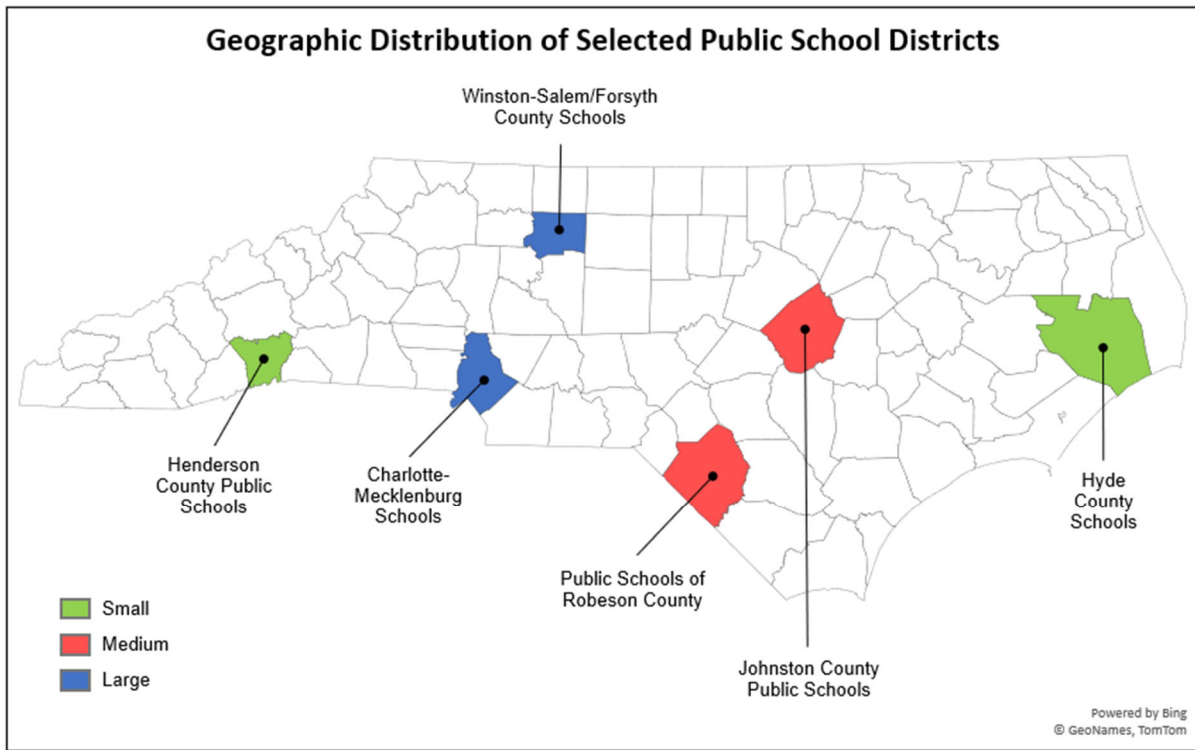 Geographic Distribution of Selected Public School Districts
Winston-Salem/Forsyth
County Schools
Henderson
County Public
Schools
Charlotte-
Mecklenburg
Schools
Public Schools of
Robeson County
Johnston County
Public Schools
Hyde
County
Schools
Small
Medium
Large
Powered by Bing
© GeoNames, TomTom